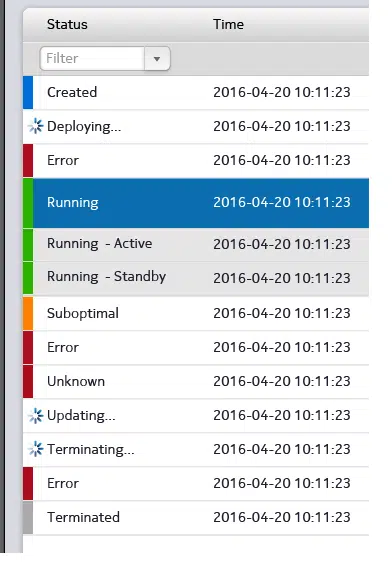 Status Time
Filter
Created 2016-04-20 10:11:23
Deploying... 2016-04-20 10:11:23
Error 2016-04-20 10:11:23
Running 2016-04-20 10:11:23
Running - Active 2016-04-20 10:11:23
Running - Standby 2016-04-20 10:11:23
Suboptimal 2016-04-20 10:11:23
Error 2016-04-20 10:11:23
Unknown 2016-04-20 10:11:23
Updating... 2016-04-20 10:11:23
Terminating... 2016-04-20 10:11:23
Error 2016-04-20 10:11:23
Terminated 2016-04-20 10:11:23